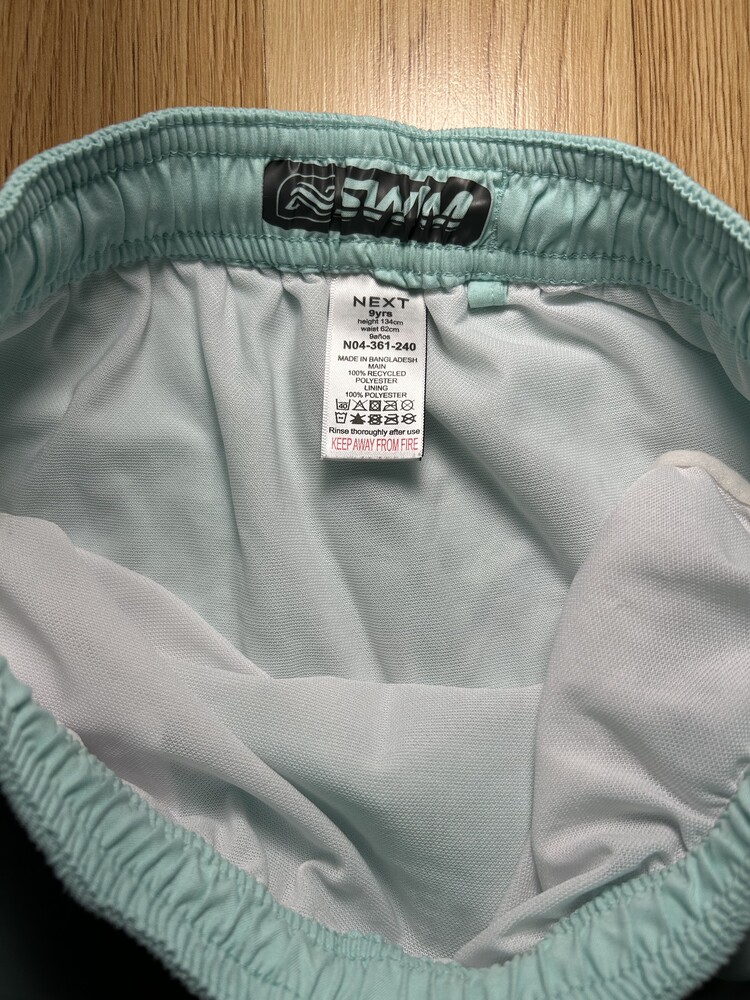 SWIM
NEXT
9yrs
height 134cm
waist 62cm
9años
N04-361-240
MADE IN BANGLADESH
MAIN
100% RECYCLED
POLYESTER
LINING
100% POLYESTER
40
Rinse thoroughly after use
KEEP AWAY FROM FIRE